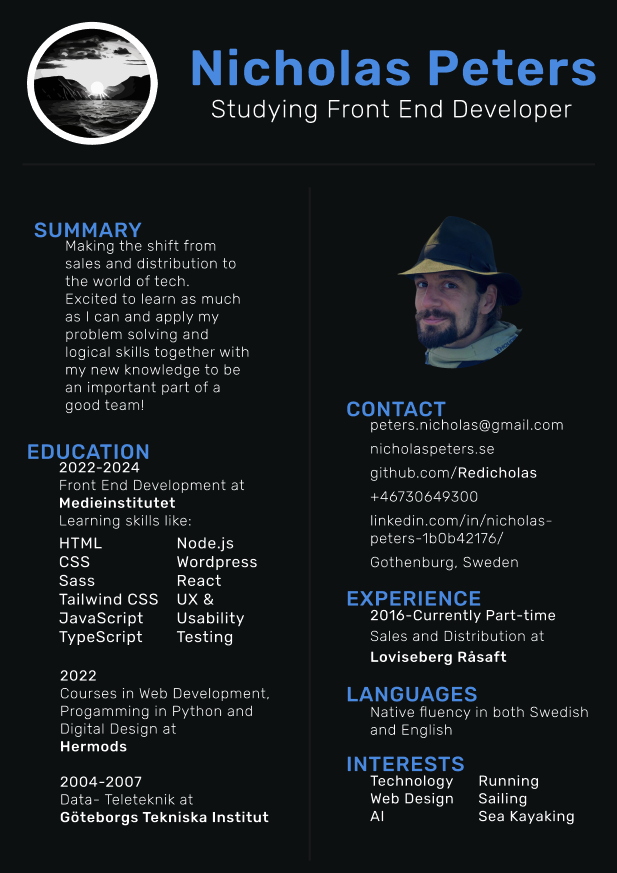 Nicholas Peters
Studying Front End Developer
SUMMARY
Making the shift from
sales and distribution to
the world of tech.
Excited to learn as much
as I can and apply my
problem solving and
logical skills together with
my new knowledge to be
an important part of a
good team!
EDUCATION
2022-2024
Front End Development at
Medieinstitutet
Learning skills like:
HTML
CSS
Sass
Tailwind CSS
JavaScript
TypeScript
Node.js
Wordpress
React
UX &
Usability
Testing
2022
Courses in Web Development,
Progamming in Python and
Digital Design at
Hermods
2004-2007
Data- Teleteknik at
Göteborgs Tekniska Institut
CONTACT
peters.nicholas@gmail.com
nicholaspeters.se
github.com/Redicholas
+46730649300
linkedin.com/in/nicholas-
peters-1b0b42176/
Gothenburg, Sweden
EXPERIENCE
2016-Currently Part-time
Sales and Distribution at
Loviseberg Råsaft
LANGUAGES
Native fluency in both Swedish
and English
INTERESTS
Technology
Web Design
AI
Running
Sailing
Sea Kayaking